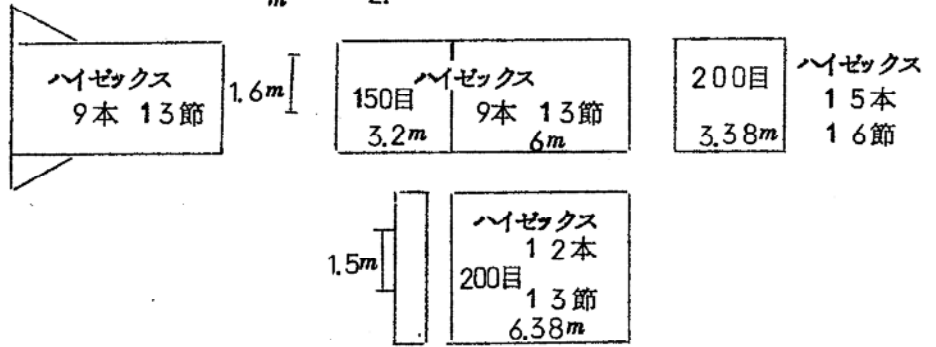 m 2.
ハイゼックス
9本 13節
1.6m
ハイゼックス
150目
9本 13節
3.2m
6m
200目
3.38m
ハイゼックス
15本
16節
1.5m
ハイゼックス
12本
200目
13節
6.38m